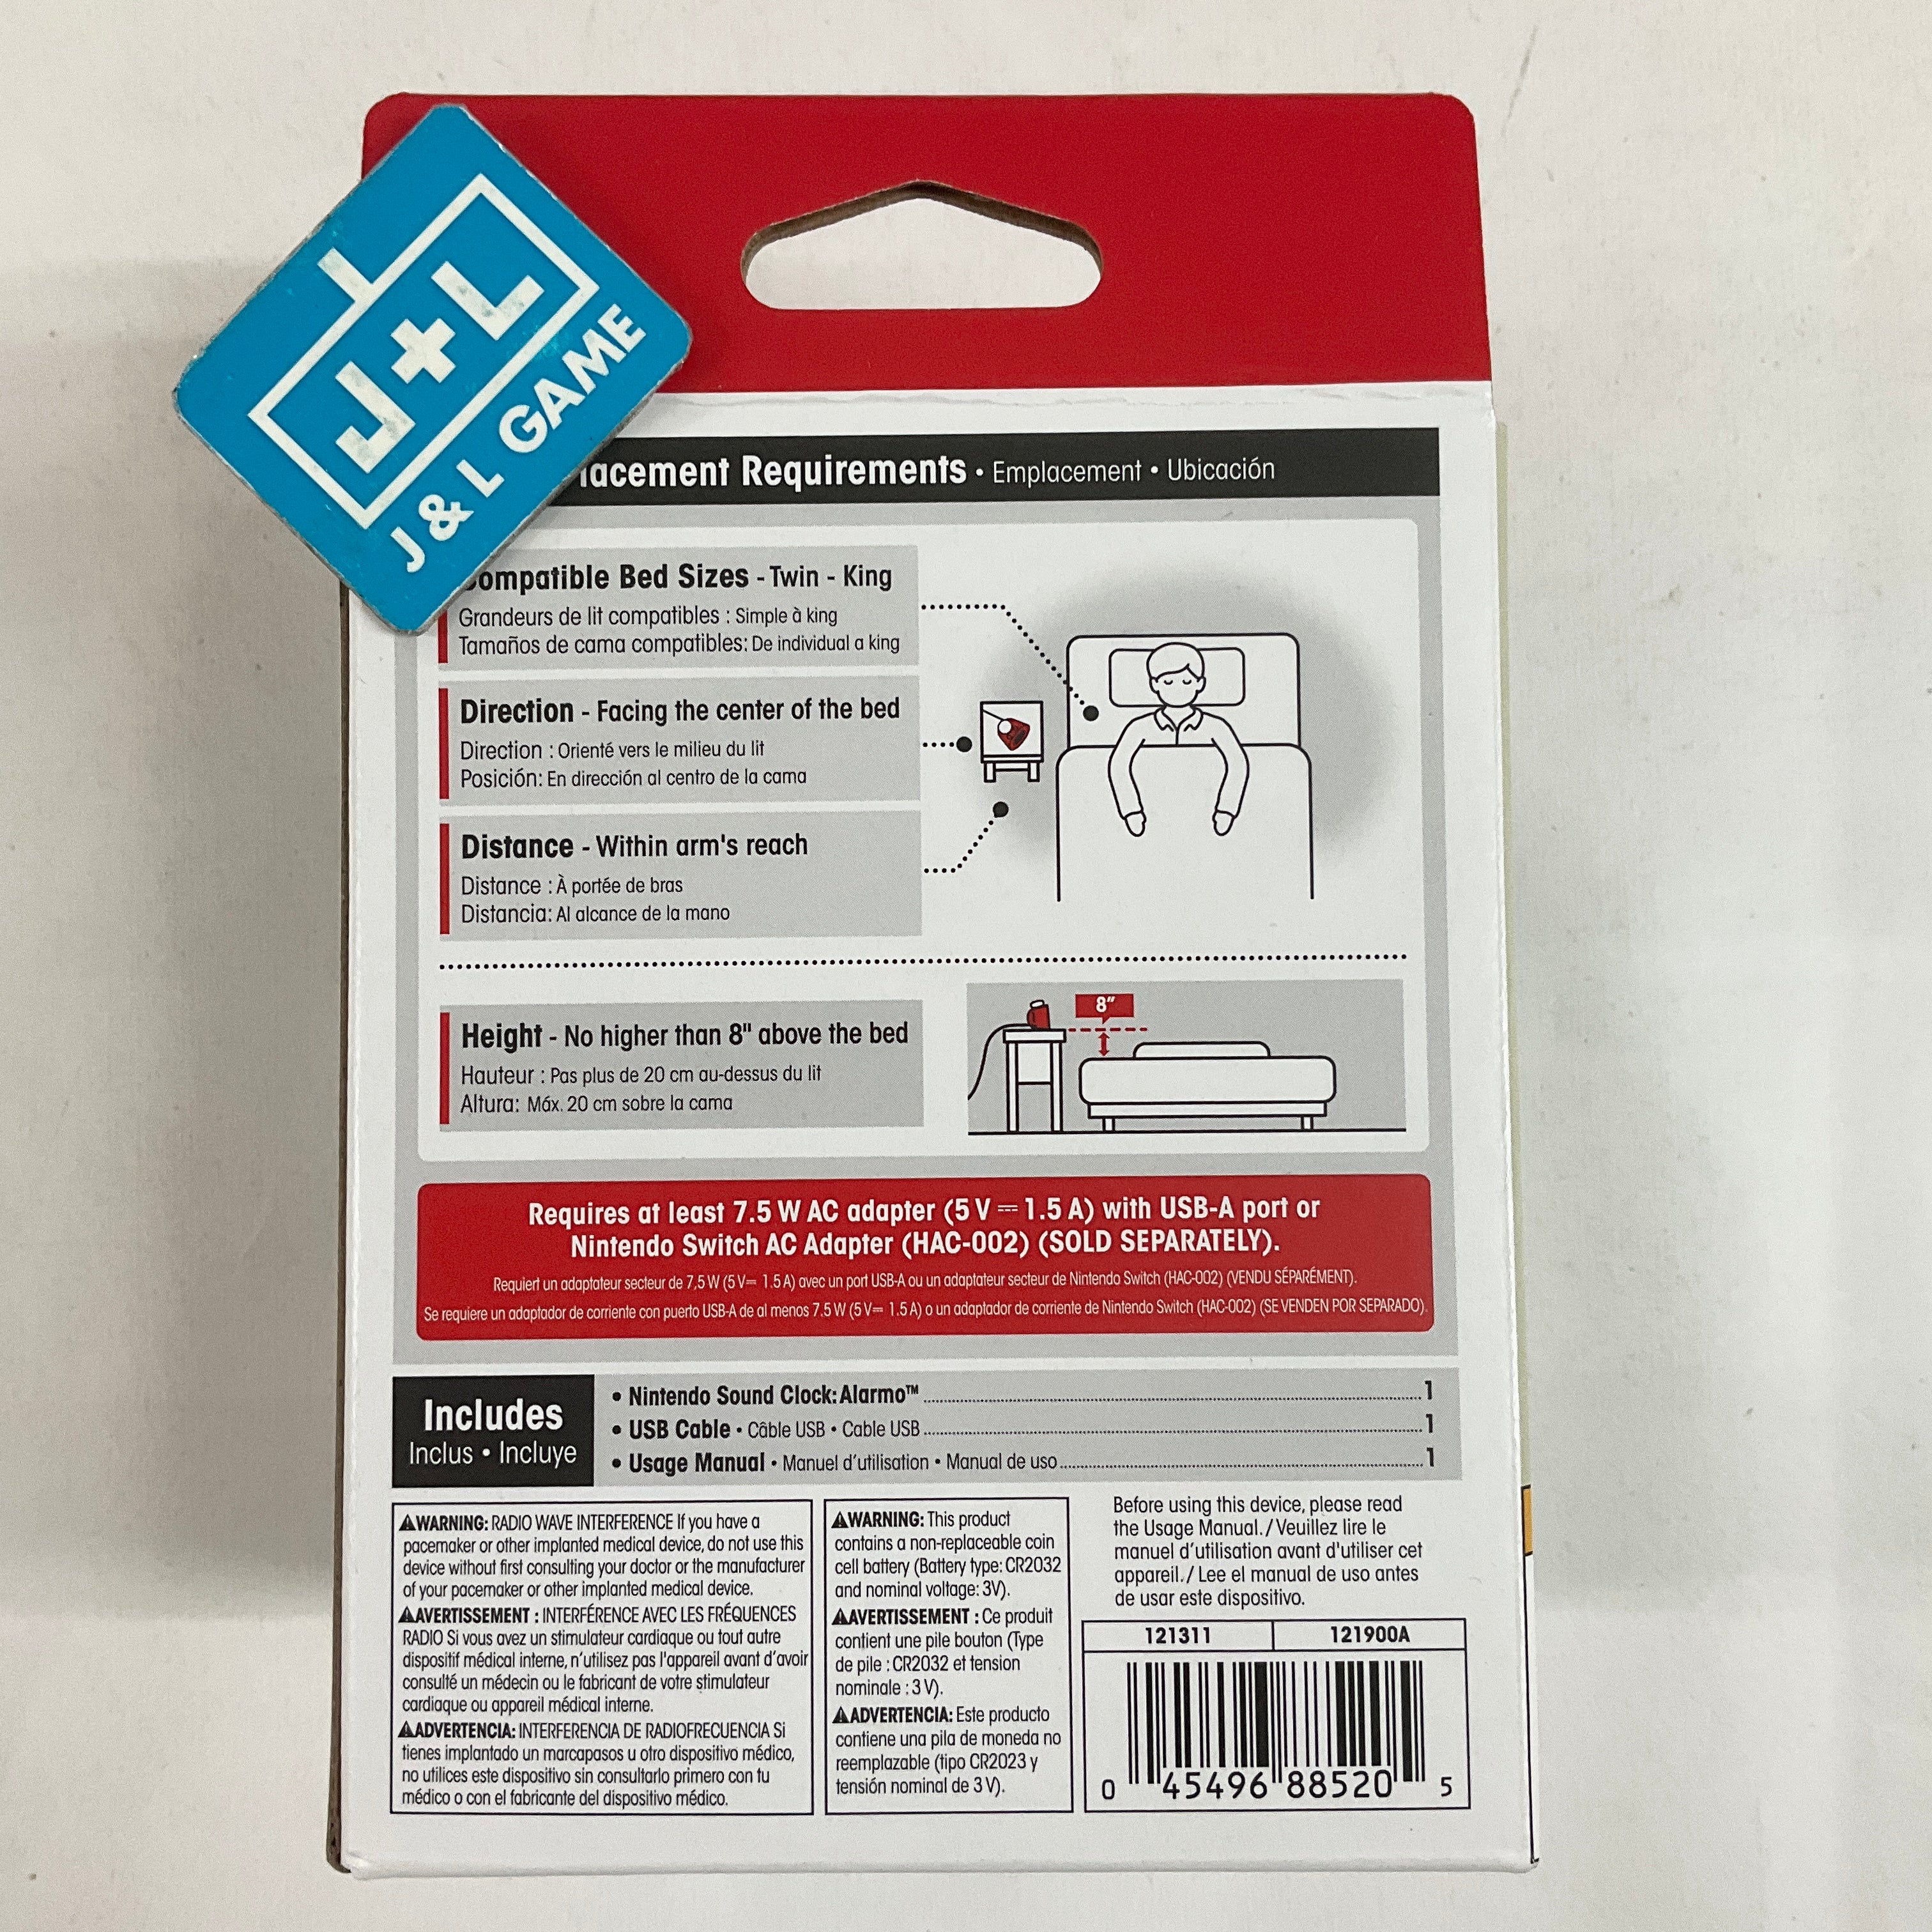 J+L
J & L GAME
lacement Requirements • Emplacement • Ubicación
ompatible Bed Sizes - Twin - King
Grandeurs de lit compatibles : Simple à king
Tamaños de cama compatibles: De individual a king
Direction - Facing the center of the bed
Direction : Orienté vers le milieu du lit
Posición: En dirección al centro de la cama
Distance - Within arm's reach
Distance : À portée de bras
Distancia: Al alcance de la mano
Height - No higher than 8" above the bed
Hauteur : Pas plus de 20 cm au-dessus du lit
Altura: Máx. 20 cm sobre la cama
8"
Requires at least 7.5 W AC adapter (5 V ⎓ 1.5 A) with USB-A port or
Nintendo Switch AC Adapter (HAC-002) (SOLD SEPARATELY).
Requiert un adaptateur secteur de 7,5 W (5 V⎓ 1.5 A) avec un port USB-A ou un adaptateur secteur de Nintendo Switch (HAC-002) (VENDU SÉPARÉMENT).
Se requiere un adaptador de corriente con puerto USB-A de al menos 7.5 W (5 V⎓ 1.5 A) o un adaptador de corriente de Nintendo Switch (HAC-002) (SE VENDEN POR SEPARADO).
Includes
Inclus • Incluye
• Nintendo Sound Clock: Alarmo™ 1
• USB Cable • Câble USB • Cable USB 1
• Usage Manual • Manuel d'utilisation • Manual de uso 1
⚠WARNING: RADIO WAVE INTERFERENCE If you have a
pacemaker or other implanted medical device, do not use this
device without first consulting your doctor or the manufacturer
of your pacemaker or other implanted medical device.
⚠AVERTISSEMENT : INTERFÉRENCE AVEC LES FRÉQUENCES
RADIO Si vous avez un stimulateur cardiaque ou tout autre
dispositif médical interne, n'utilisez pas l'appareil avant d'avoir
consulté un médecin ou le fabricant de votre stimulateur
cardiaque ou appareil médical interne.
⚠ADVERTENCIA: INTERFERENCIA DE RADIOFRECUENCIA Si
tienes implantado un marcapasos u otro dispositivo médico,
no utilices este dispositivo sin consultarlo primero con tu
médico o con el fabricante del dispositivo médico.
⚠WARNING: This product
contains a non-replaceable coin
cell battery (Battery type: CR2032
and nominal voltage: 3V).
⚠AVERTISSEMENT : Ce produit
contient une pile bouton (Type
de pile : CR2032 et tension
nominale : 3 V).
⚠ADVERTENCIA: Este producto
contiene una pila de moneda no
reemplazable (tipo CR2023 y
tensión nominal de 3 V).
Before using this device, please read
the Usage Manual. / Veuillez lire le
manuel d'utilisation avant d'utiliser cet
appareil. / Lee el manual de uso antes
de usar este dispositivo.
121311 121900A
0 45496 88520 5